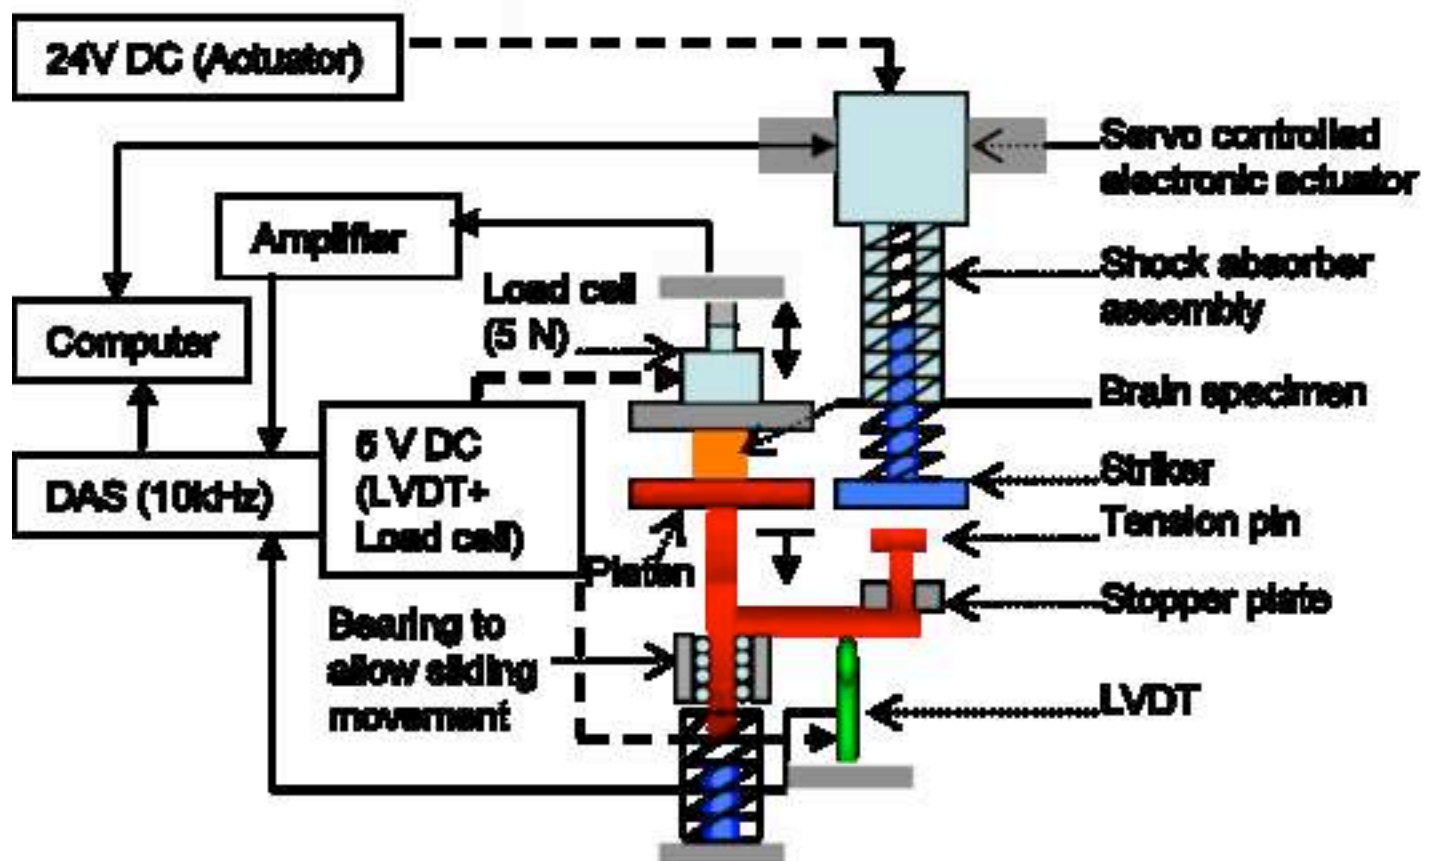 24V DC (Actuator)
Servo controlled
electronic actuator
Amplifier
Load cell
(5 N)
Shock absorber
assembly
Computer
Brain specimen
5 V DC
(LVDT+
Load cell)
DAS (10kHz)
Striker
Tension pin
Platen
Stopper plate
Bearing to
allow sliding
movement
LVDT